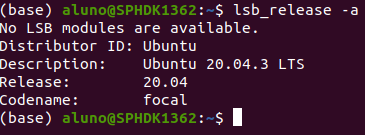 (base) aluno@SPHDK1362:~$ lsb_release -a
No LSB modules are available.
Distributor ID: Ubuntu
Description:    Ubuntu 20.04.3 LTS
Release:        20.04
Codename:       focal
(base) aluno@SPHDK1362:~$